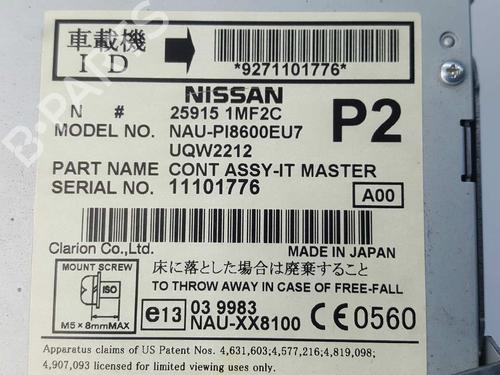 車載機
ID
*9271101776*
NISSAN
N # 25915 1MF2C
P2
MODEL NO. NAU-PI8600EU7
UQW2212
PART NAME CONT ASSY-IT MASTER
SERIAL NO. 11101776
A00
Clarion Co.,Ltd.
MADE IN JAPAN
MOUNT SCREW
ISO
M5×8mmMAX
床に落とした場合は廃棄すること
TO THROW AWAY IN CASE OF FREE-FALL
e13 03 9983
NAU-XX8100 CE0560
Apparatus claims of US Patent Nos. 4,631,603;4,577,216;4,819,098;
4,907,093 licensed for limited viewing uses only.
B-PARTS